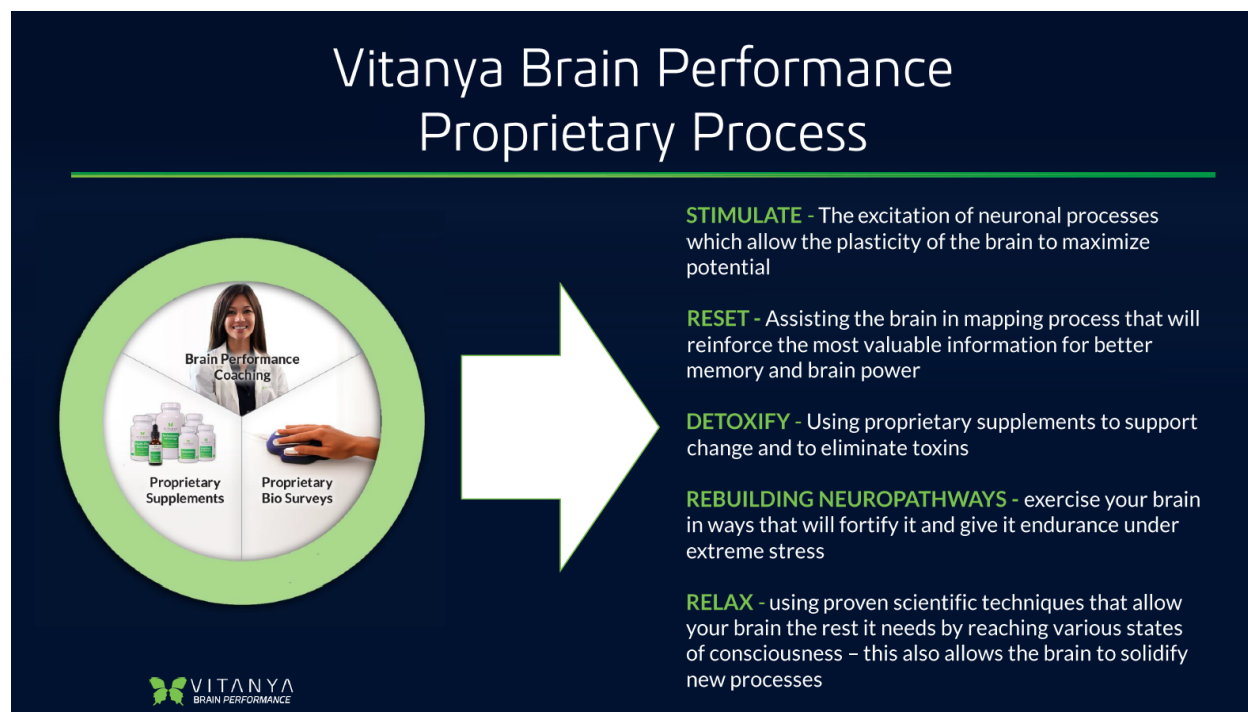 Vitanya Brain Performance
Proprietary Process
Brain Performance
Coaching
Proprietary
Supplements
Proprietary
Bio Surveys
STIMULATE - The excitation of neuronal processes
which allow the plasticity of the brain to maximize
potential
RESET - Assisting the brain in mapping process that will
reinforce the most valuable information for better
memory and brain power
DETOXIFY - Using proprietary supplements to support
change and to eliminate toxins
REBUILDING NEUROPATHWAYS - exercise your brain
in ways that will fortify it and give it endurance under
extreme stress
RELAX - using proven scientific techniques that allow
your brain the rest it needs by reaching various states
of consciousness – this also allows the brain to solidify
new processes
VITANYA
BRAIN PERFORMANCE